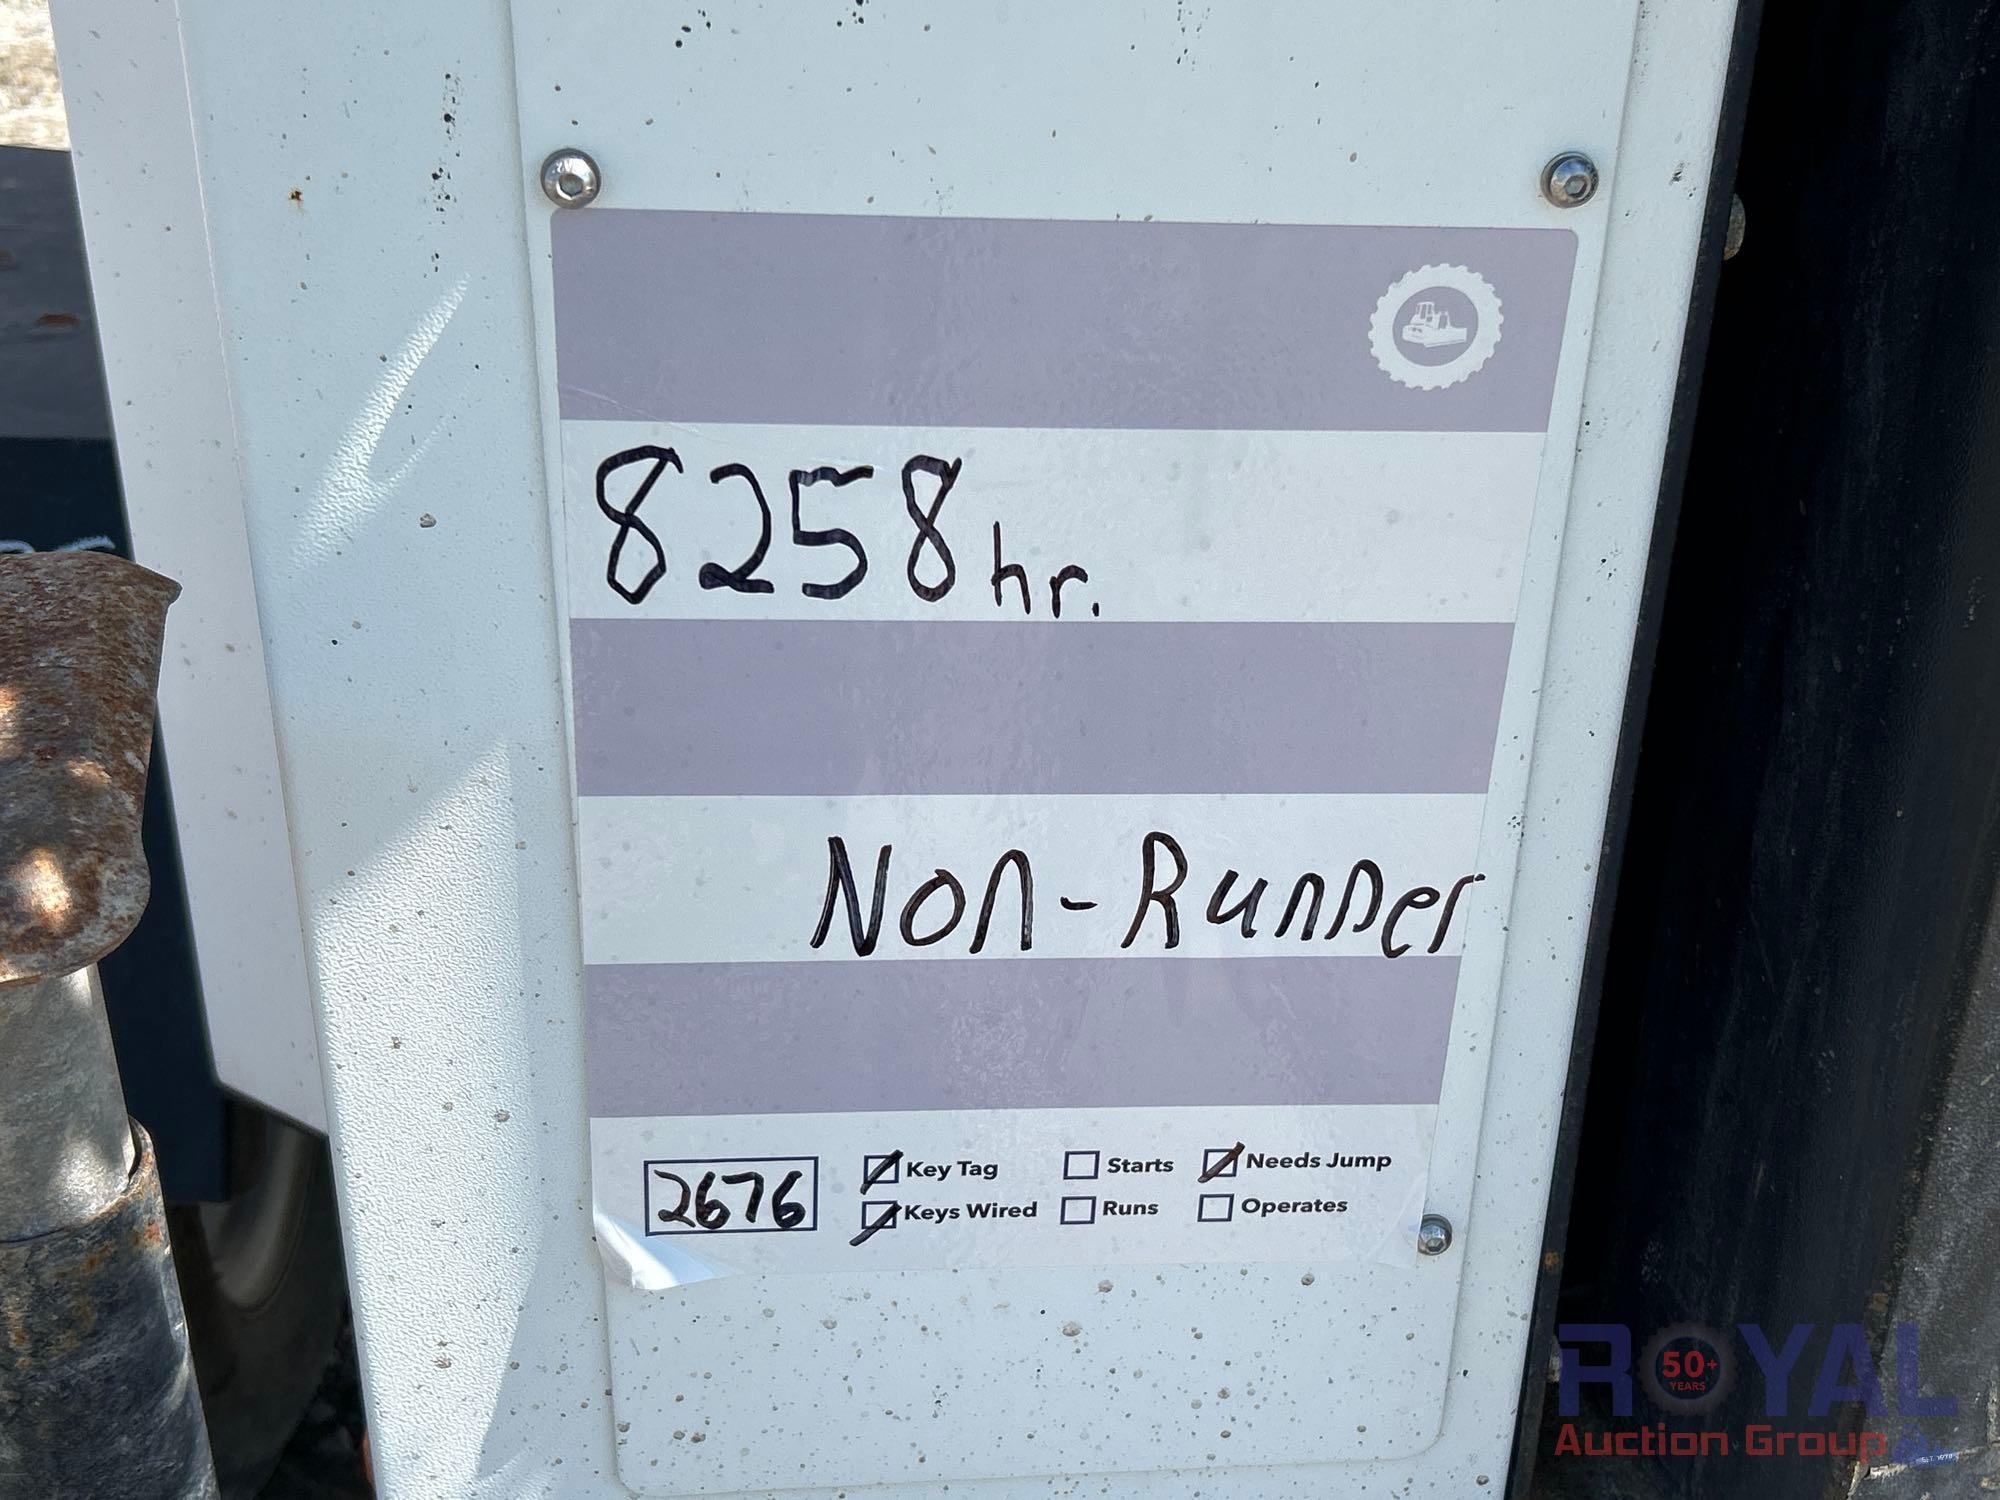 8258 hr.
Non-Runner
2676
Key Tag
Starts
Needs Jump
Keys Wired
Runs
Operates
ROYAL
50+
YEARS
Auction Group